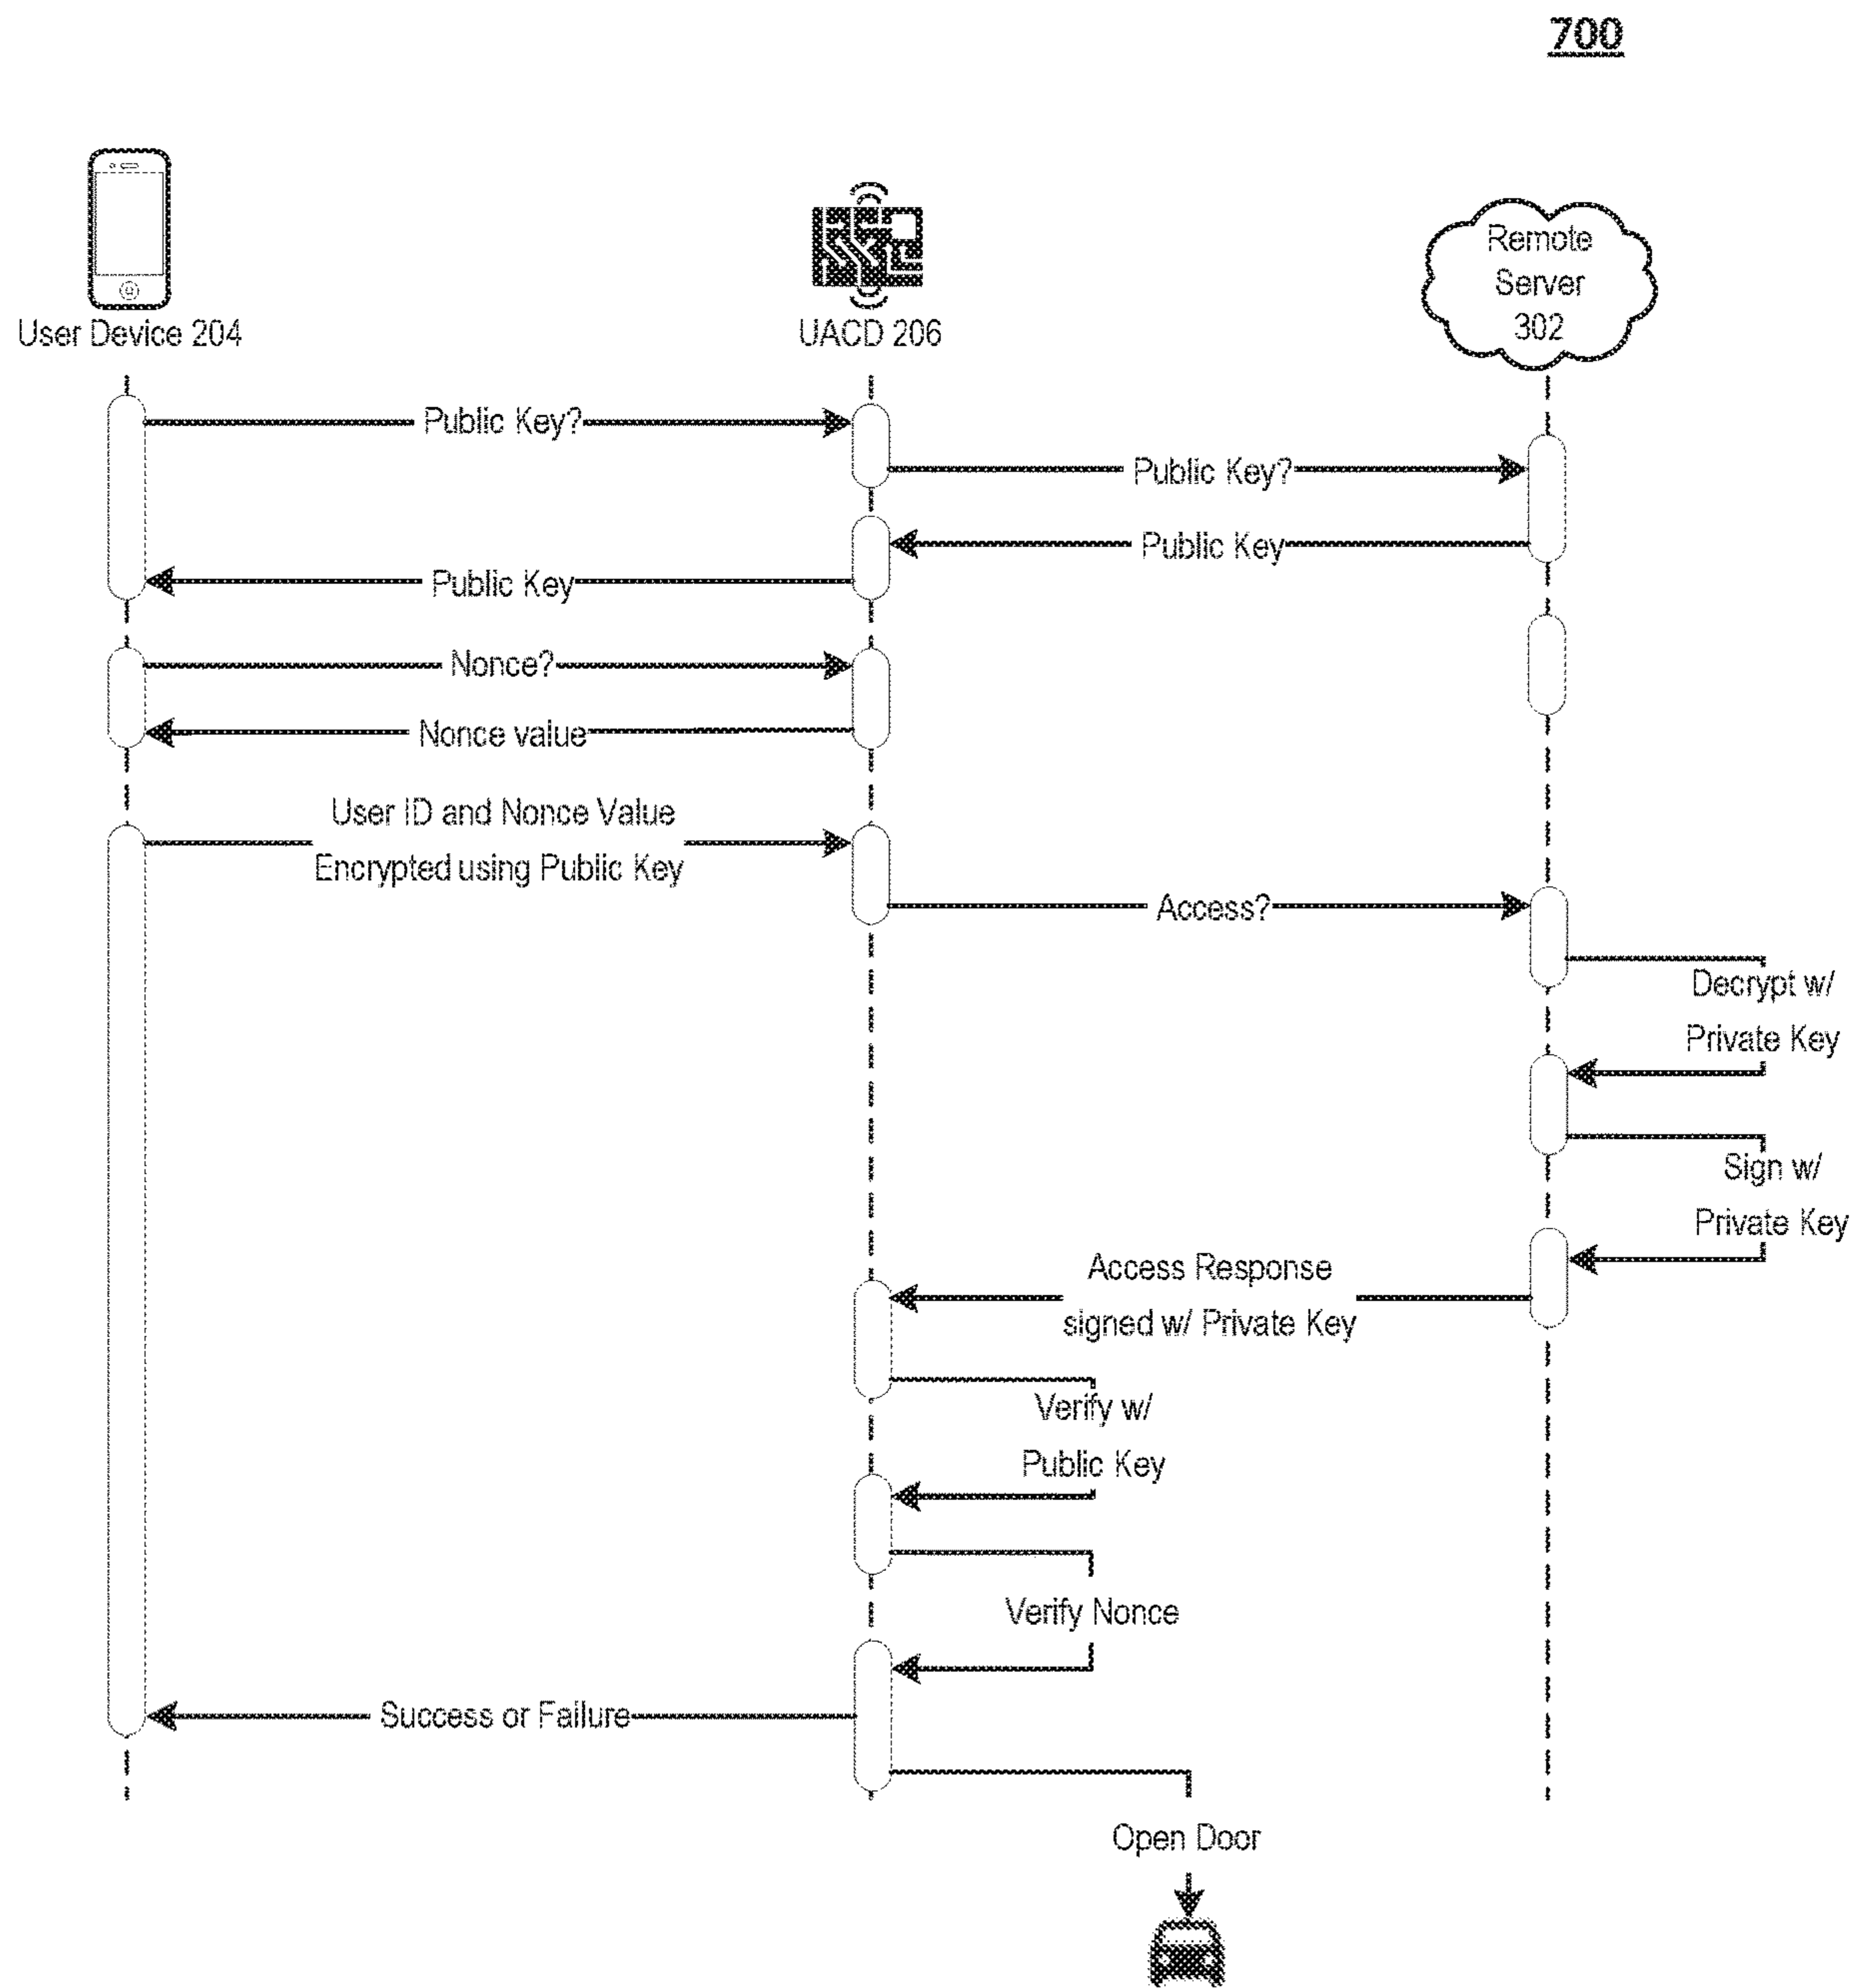 700
User Device 204
UACD 206
Remote
Server
302
Public Key?
Public Key?
Public Key
Public Key
Nonce?
Nonce value
User ID and Nonce Value
Encrypted using Public Key
Access?
Decrypt w/
Private Key
Sign w/
Private Key
Access Response
signed w/ Private Key
Verify w/
Public Key
Verify Nonce
Success or Failure
Open Door